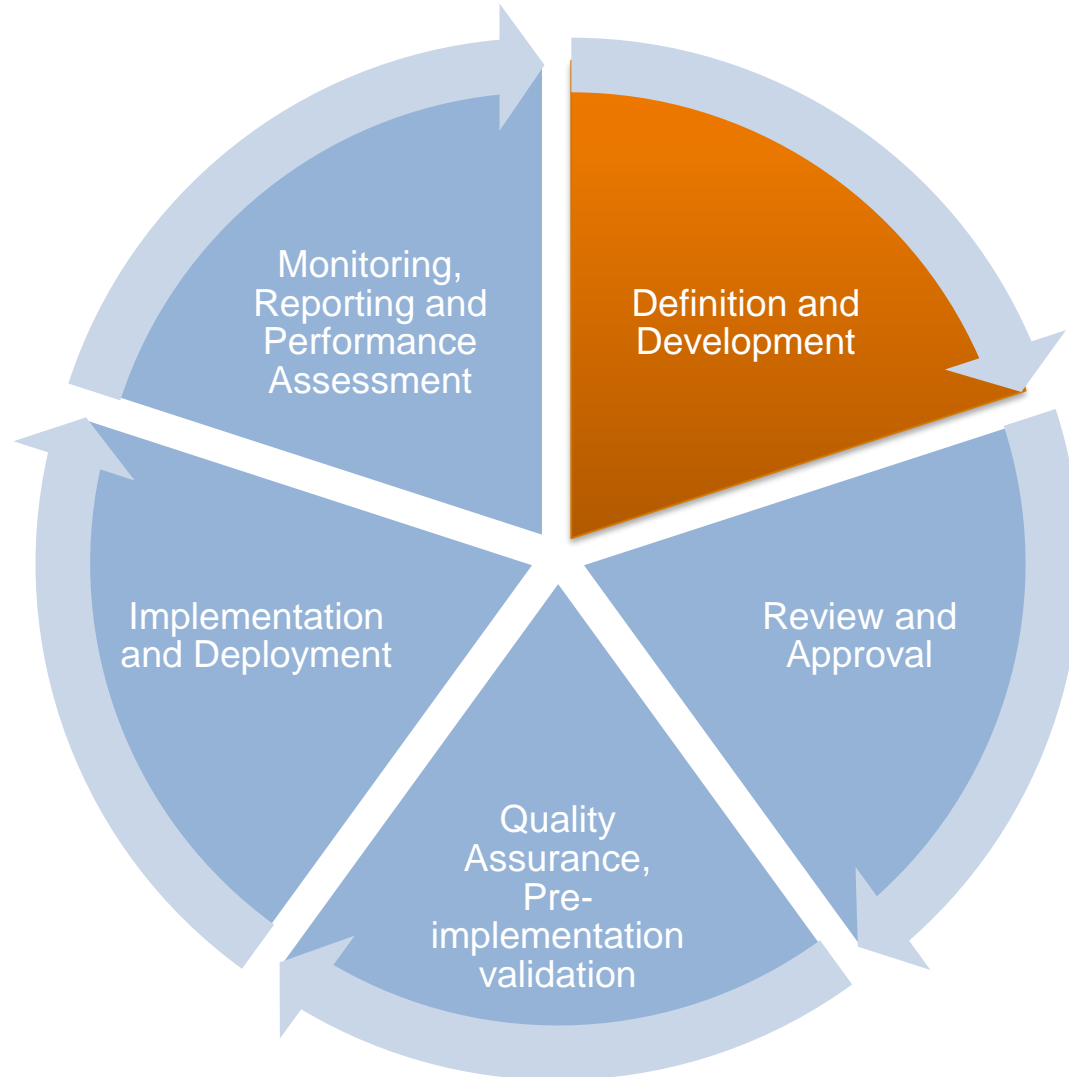 Monitoring,
Reporting and
Performance
Assessment
Definition and
Development
Implementation
and Deployment
Review and
Approval
Quality
Assurance,
Pre-
implementation
validation